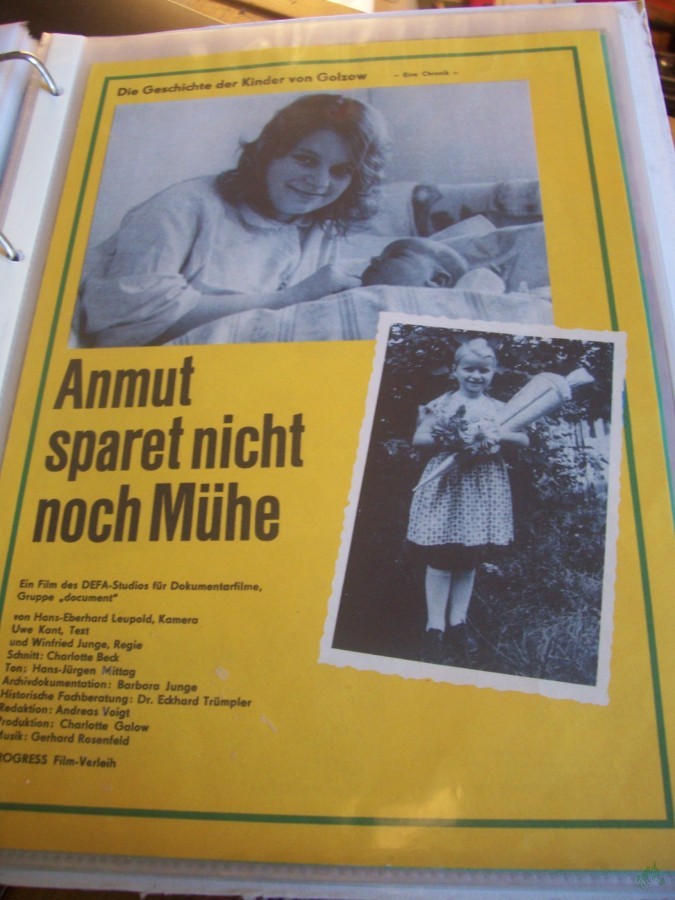 Die Geschichte der Kinder von Golzow – Eine Chronik –
Anmut
sparet nicht
noch Mühe
Ein Film des DEFA-Studios für Dokumentarfilme,
Gruppe „document“
von Hans-Eberhard Leupold, Kamera
Uwe Kant, Text
und Winfried Junge, Regie
Schnitt: Charlotte Beck
Ton: Hans-Jürgen Mittag
Archivdokumentation: Barbara Junge
Historische Fachberatung: Dr. Eckhard Trümpler
Redaktion: Andreas Voigt
Produktion: Charlotte Galow
Musik: Gerhard Rosenfeld
ROGRESS Film-Verleih